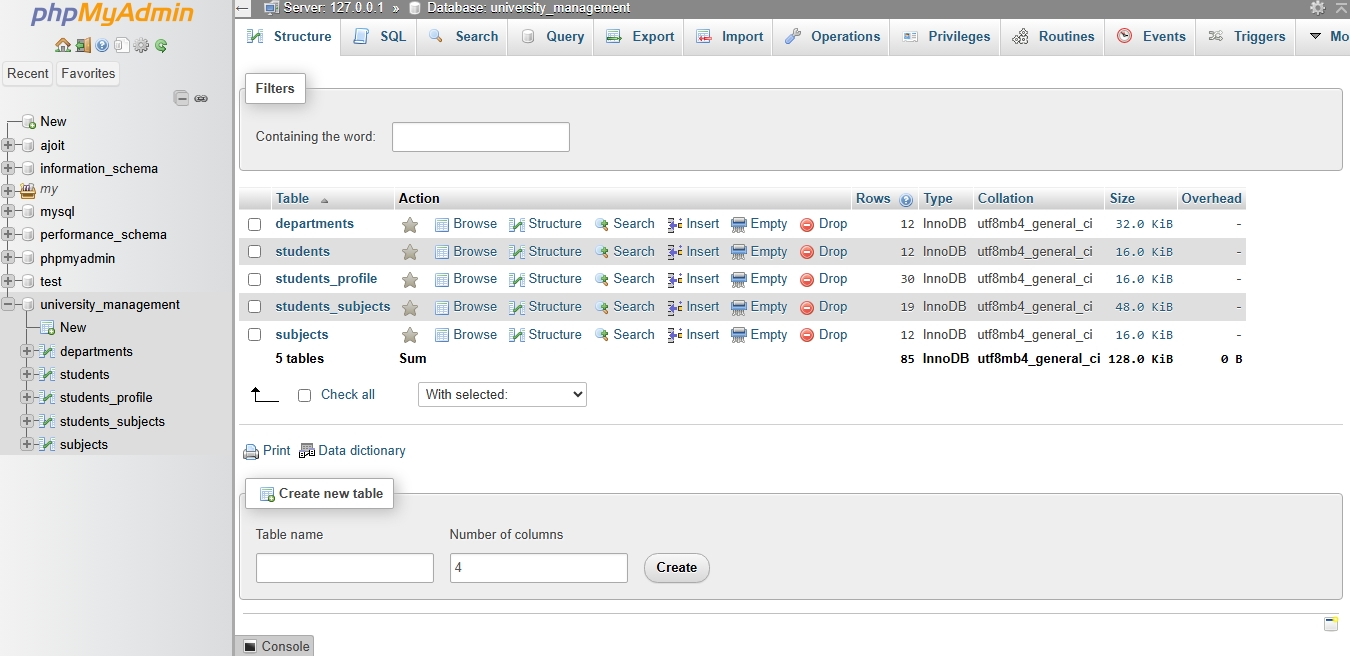 phpMyAdmin
Recent Favorites
New
ajoit
information_schema
my
mysql
performance_schema
phpmyadmin
test
university_management
New
departments
students
students_profile
students_subjects
subjects
Server: 127.0.0.1 » Database: university_management
Structure SQL Search Query Export Import Operations Privileges Routines Events Triggers Mo
Filters
Containing the word:
Table Action Rows Type Collation Size Overhead
departments Browse Structure Search Insert Empty Drop 12 InnoDB utf8mb4_general_ci 32.0 KiB -
students Browse Structure Search Insert Empty Drop 12 InnoDB utf8mb4_general_ci 16.0 KiB -
students_profile Browse Structure Search Insert Empty Drop 30 InnoDB utf8mb4_general_ci 16.0 KiB -
students_subjects Browse Structure Search Insert Empty Drop 19 InnoDB utf8mb4_general_ci 48.0 KiB -
subjects Browse Structure Search Insert Empty Drop 12 InnoDB utf8mb4_general_ci 16.0 KiB -
5 tables Sum 85 InnoDB utf8mb4_general_ci 128.0 KiB 0 B
Check all With selected:
Print Data dictionary
Create new table
Table name Number of columns
4 Create
Console